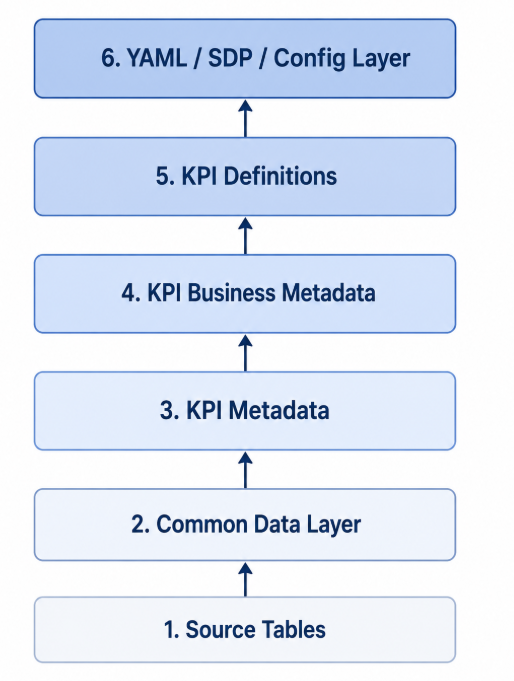 6. YAML / SDP / Config Layer
5. KPI Definitions
4. KPI Business Metadata
3. KPI Metadata
2. Common Data Layer
1. Source Tables